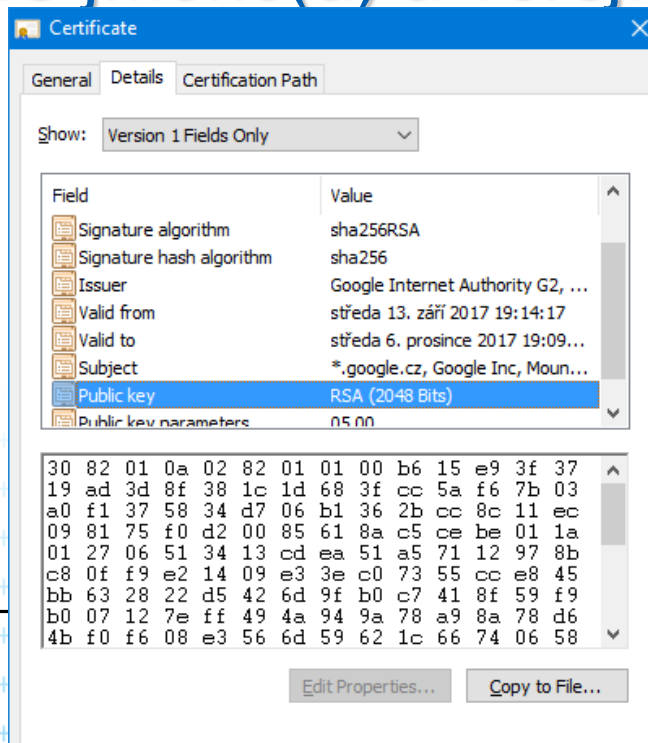 Certificate
General Details Certification Path
Show: Version 1 Fields Only
Field Value
Signature algorithm sha256RSA
Signature hash algorithm sha256
Issuer Google Internet Authority G2, ...
Valid from středa 13. září 2017 19:14:17
Valid to středa 6. prosince 2017 19:09...
Subject *.google.cz, Google Inc, Moun...
Public key RSA (2048 Bits)
Public key parameters 05 00
30 82 01 0a 02 82 01 01 00 b6 15 e9 3f 37
19 ad 3d 8f 38 1c 1d 68 3f cc 5a f6 7b 03
a0 f1 37 58 34 d7 06 b1 36 2b cc 8c 11 ec
09 81 75 f0 d2 00 85 61 8a c5 ce be 01 1a
01 27 06 51 34 13 cd ea 51 a5 71 12 97 8b
c8 0f f9 e2 14 09 e3 3e c0 73 55 cc e8 45
bb 63 28 22 d5 42 6d 9f b0 c7 41 8f 59 f9
b0 07 12 7e ff 49 4a 94 9a 78 a9 8a 78 d6
4b f0 f6 08 e3 56 6d 59 62 1c 66 74 06 58
Edit Properties... Copy to File...